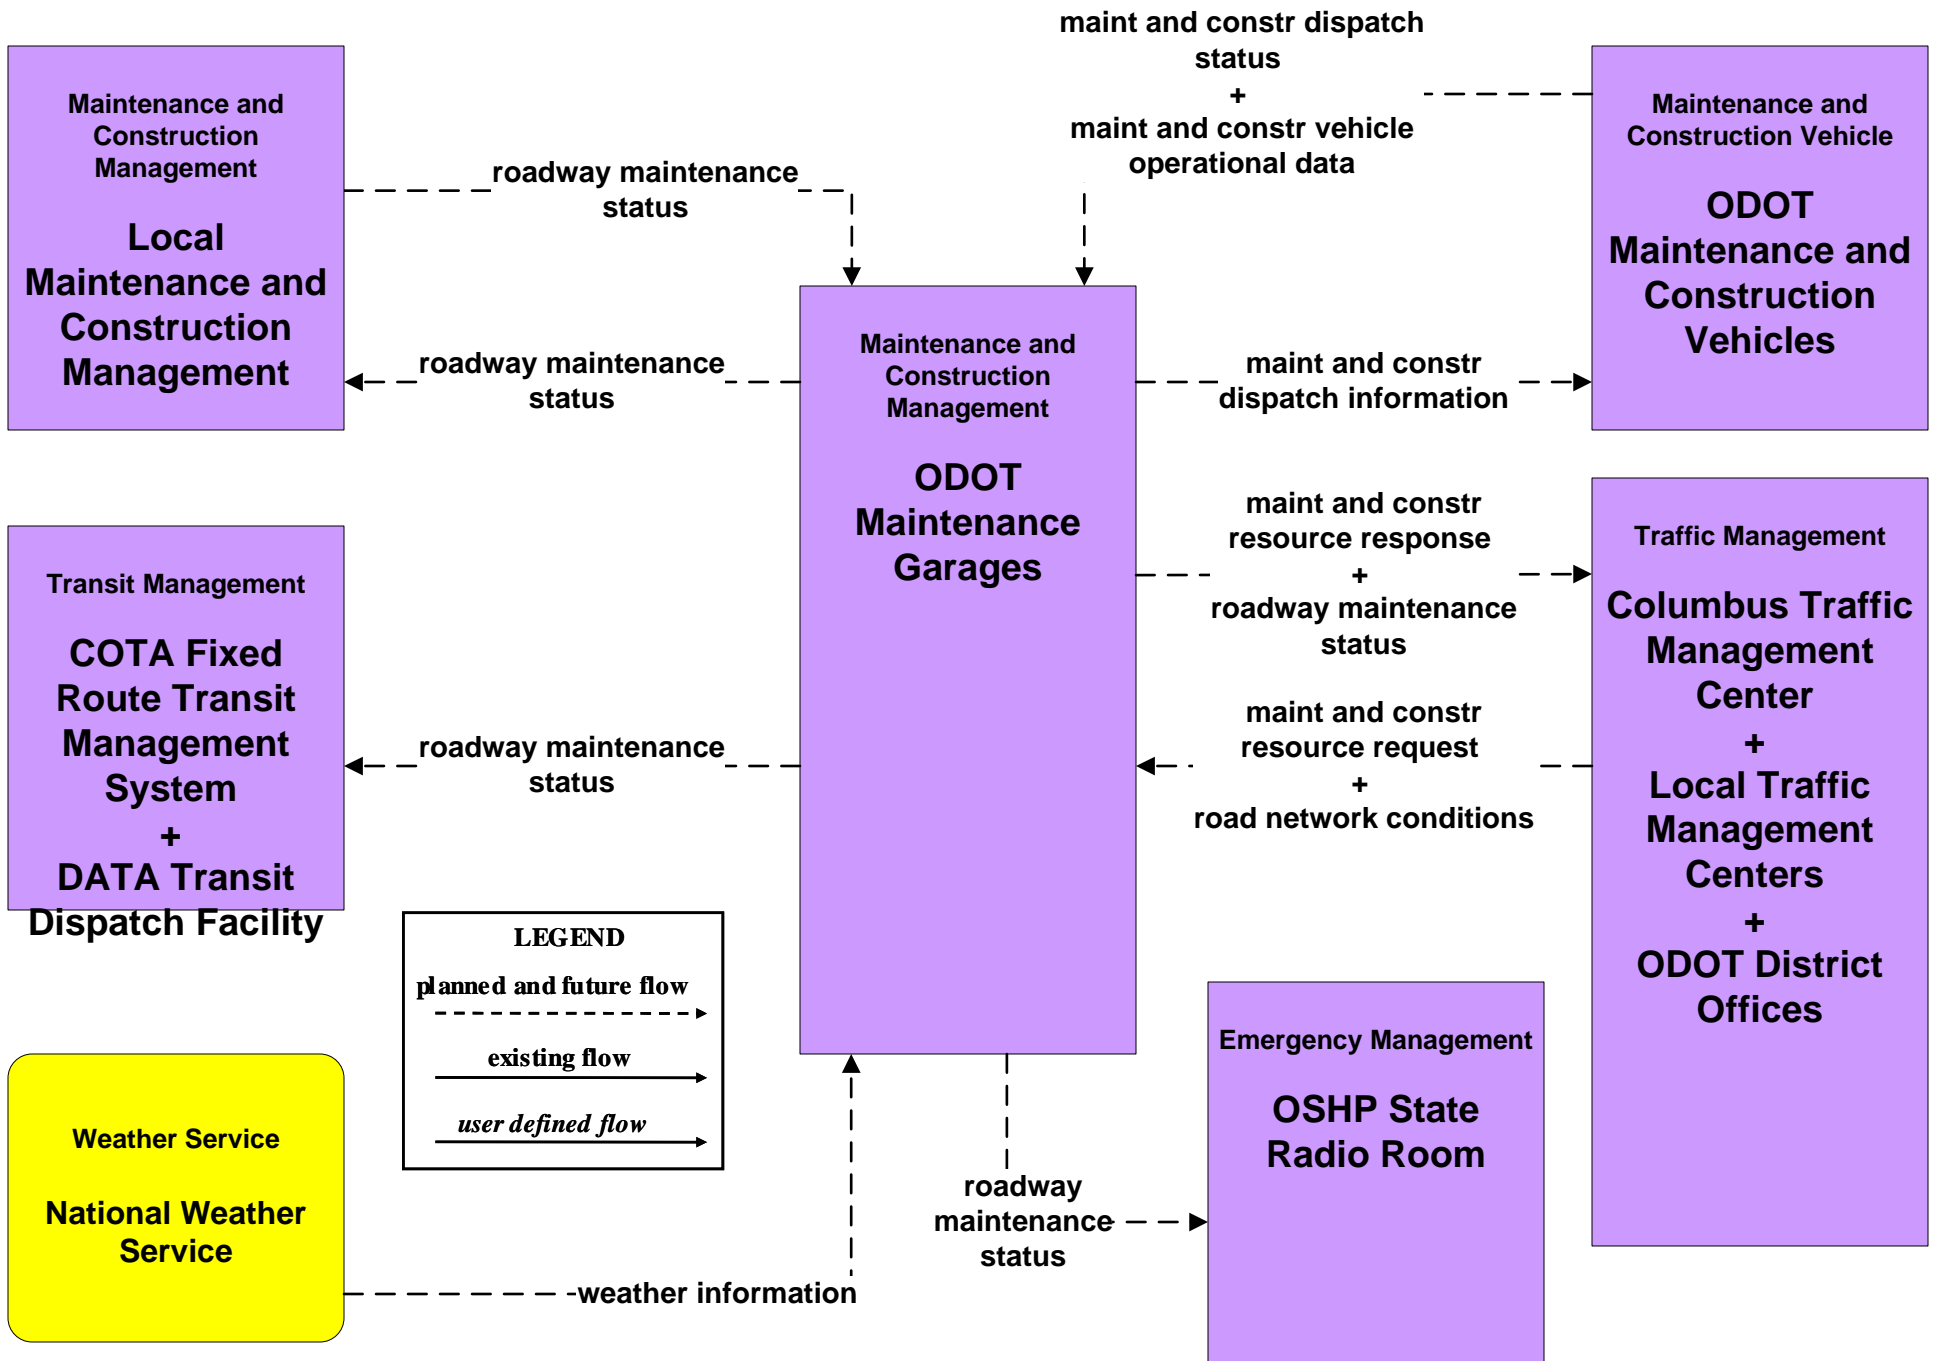 maint and constr dispatch
status
+
maint and constr vehicle
operational data
Maintenance and
Construction
Management
Local
Maintenance and
Construction
Management
roadway maintenance
status
roadway maintenance
status
Maintenance and
Construction Vehicle
ODOT
Maintenance and
Construction
Vehicles
Maintenance and
Construction
Management
ODOT
Maintenance
Garages
maint and constr
dispatch information
maint and constr
resource response
+
roadway maintenance
status
maint and constr
resource request
+
road network conditions
Traffic Management
Columbus Traffic
Management
Center
+
Local Traffic
Management
Centers
+
ODOT District
Offices
Transit Management
COTA Fixed
Route Transit
Management
System
+
DATA Transit
Dispatch Facility
roadway maintenance
status
LEGEND
planned and future flow
existing flow
user defined flow
Weather Service
National Weather
Service
weather information
roadway
maintenance
status
Emergency Management
OSHP State
Radio Room